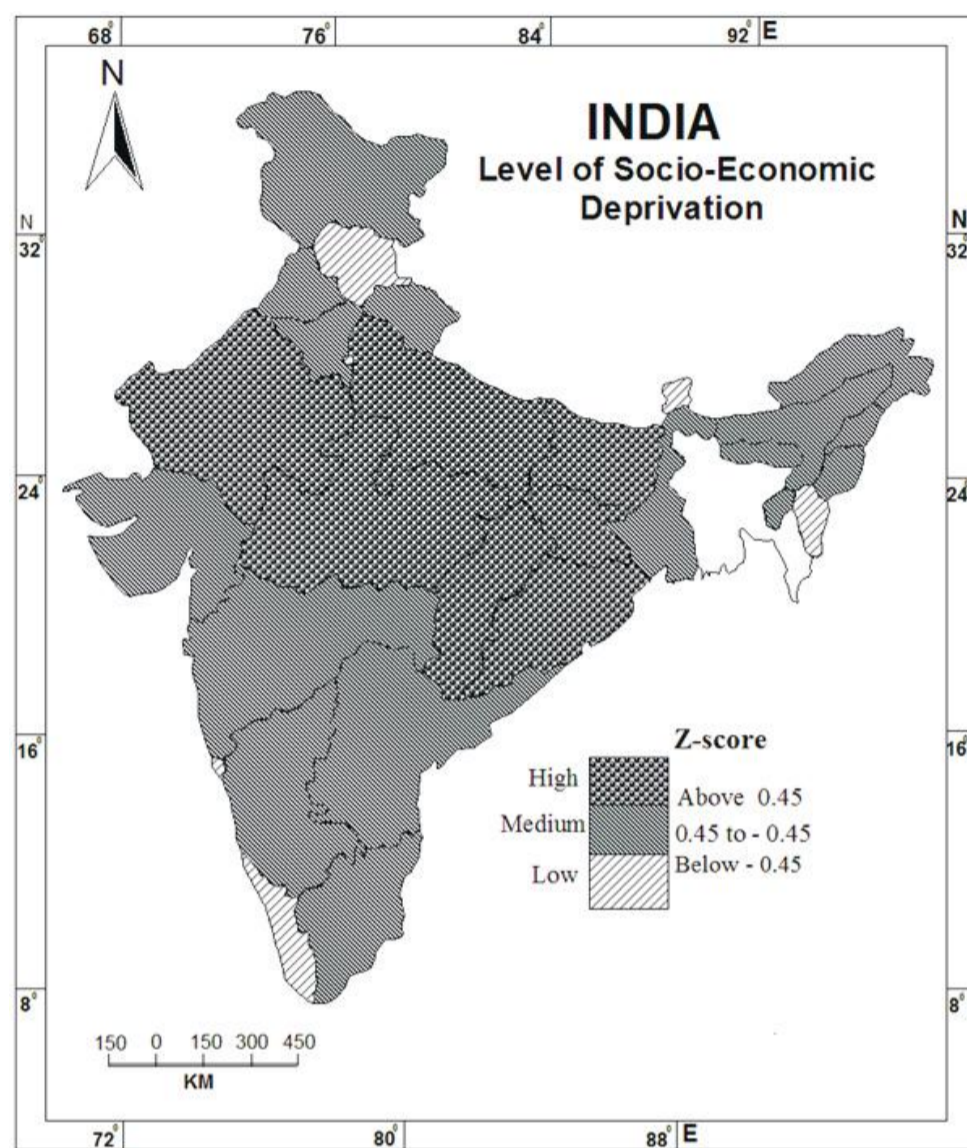 68° 76° 84° 92° E
N
INDIA
Level of Socio-Economic
Deprivation
N N
32° 32°
24° 24°
16° 16°
Z-score
High Above 0.45
Medium 0.45 to - 0.45
Low Below - 0.45
8° 8°
150 0 150 300 450
KM
72° 80° 88° E